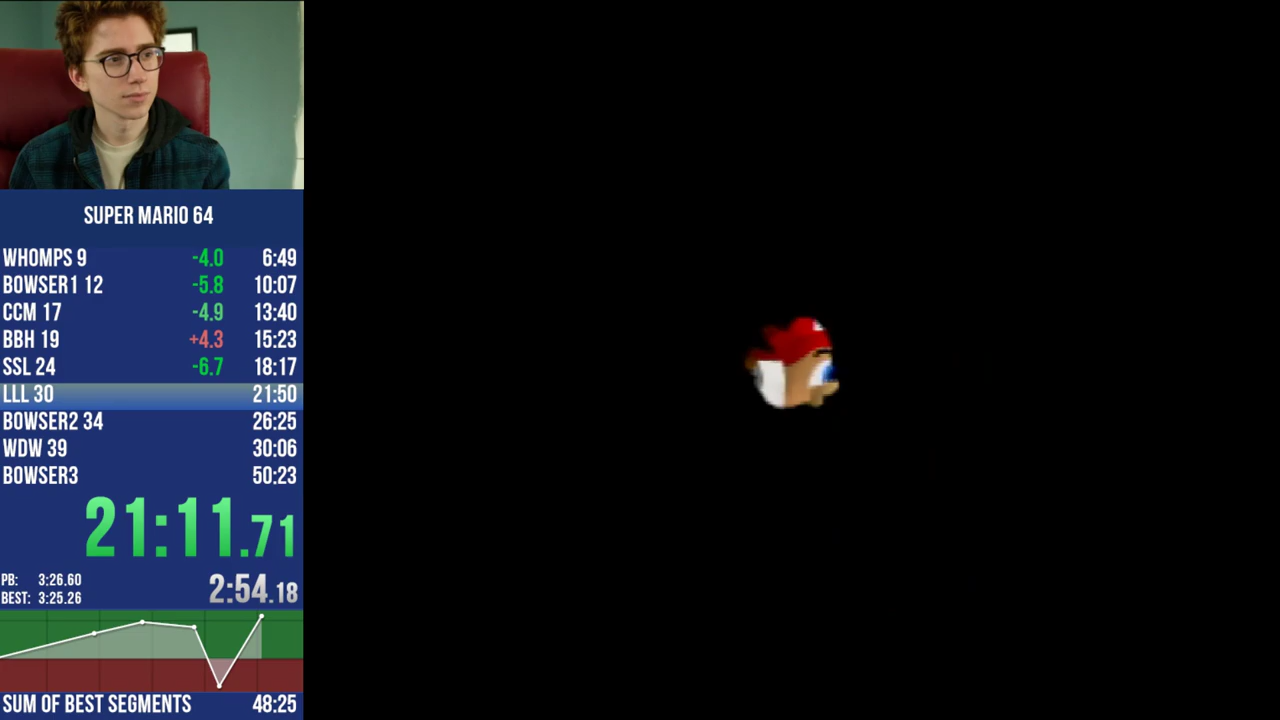 SUPER MARIO 64
WHOMPS 9 -4.0 6:49
BOWSER1 12 -5.8 10:07
CCM 17 -4.9 13:40
BBH 19 +4.3 15:23
SSL 24 -6.7 18:17
LLL 30 21:50
BOWSER2 34 26:25
WDW 39 30:06
BOWSER3 50:23
21:11.71
PB: 3:26.60 2:54.18
BEST: 3:25.26
SUM OF BEST SEGMENTS 48:25